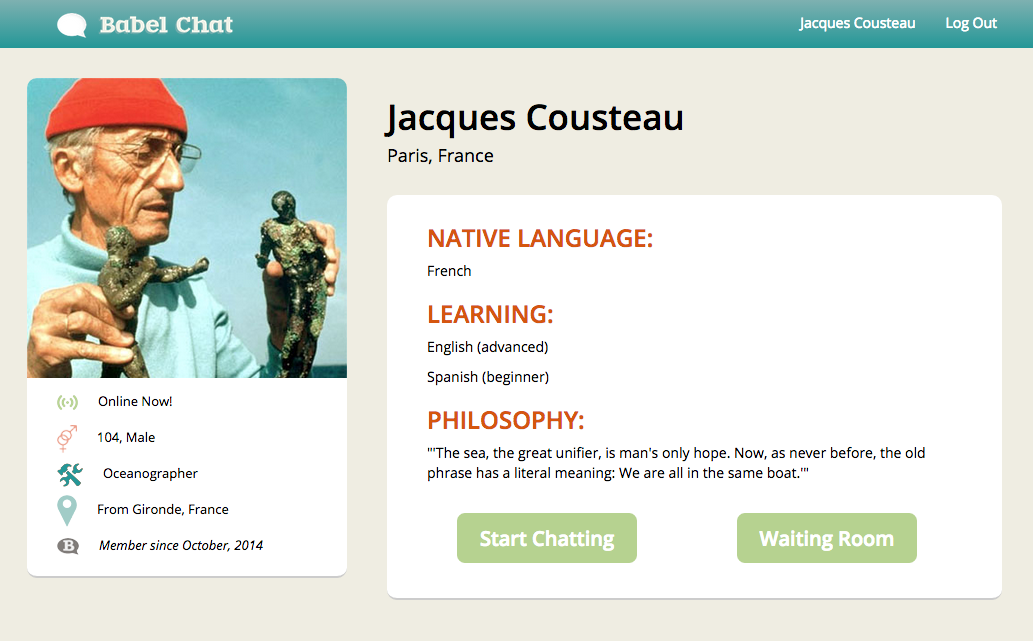 Babel Chat
Jacques Cousteau
Log Out
Jacques Cousteau
Paris, France
Online Now!
104, Male
Oceanographer
From Gironde, France
B
Member since October, 2014
NATIVE LANGUAGE:
French
LEARNING:
English (advanced)
Spanish (beginner)
PHILOSOPHY:
"'The sea, the great unifier, is man's only hope. Now, as never before, the old
phrase has a literal meaning: We are all in the same boat.'"
Start Chatting
Waiting Room